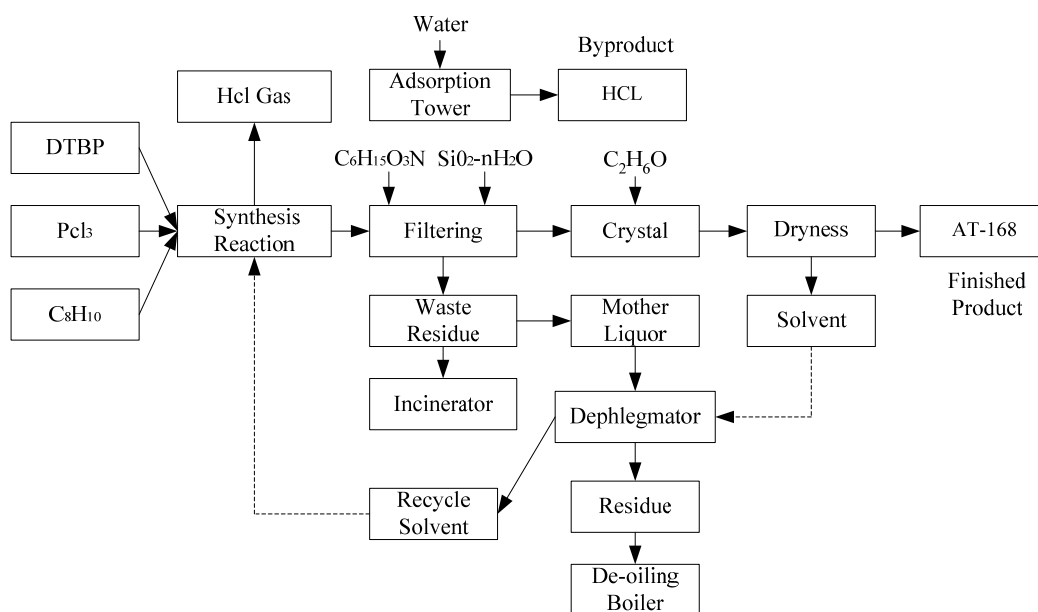 Water
Byproduct
Adsorption
Tower
HCL
Hcl Gas
DTBP
C₆H₁₅O₃N
Si0₂-nH₂O
C₂H₆O
Pcl₃
Synthesis
Reaction
Filtering
Crystal
Dryness
AT-168
Finished
Product
C₈H₁₀
Waste
Residue
Mother
Liquor
Solvent
Incinerator
Dephlegmator
Recycle
Solvent
Residue
De-oiling
Boiler